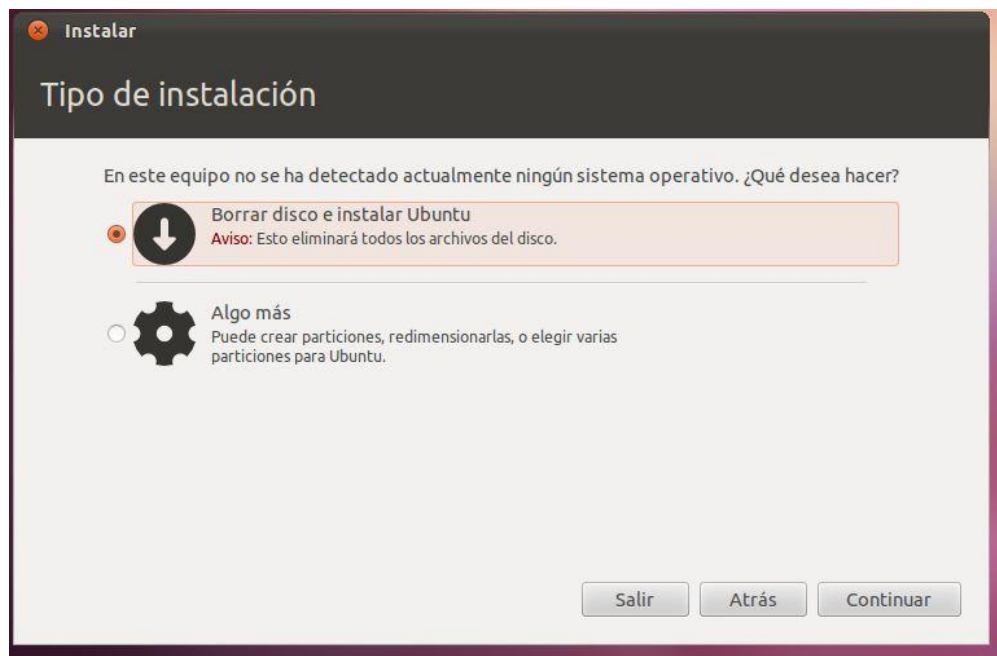 Instalar
Tipo de instalación
En este equipo no se ha detectado actualmente ningún sistema operativo. ¿Qué desea hacer?
Borrar disco e instalar Ubuntu
Aviso: Esto eliminará todos los archivos del disco.
Algo más
Puede crear particiones, redimensionarlas, o elegir varias
particiones para Ubuntu.
Salir Atrás Continuar